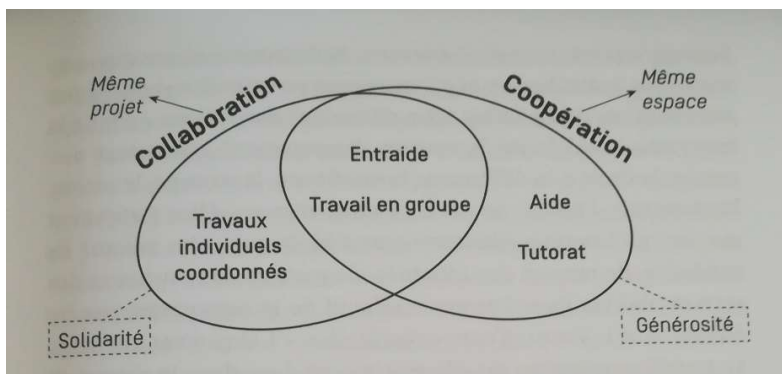 Même
projet
Collaboration
Coopération
Même
espace
Entraide
Travail en groupe
Travaux
individuels
coordonnés
Aide
Tutorat
Solidarité
Générosité